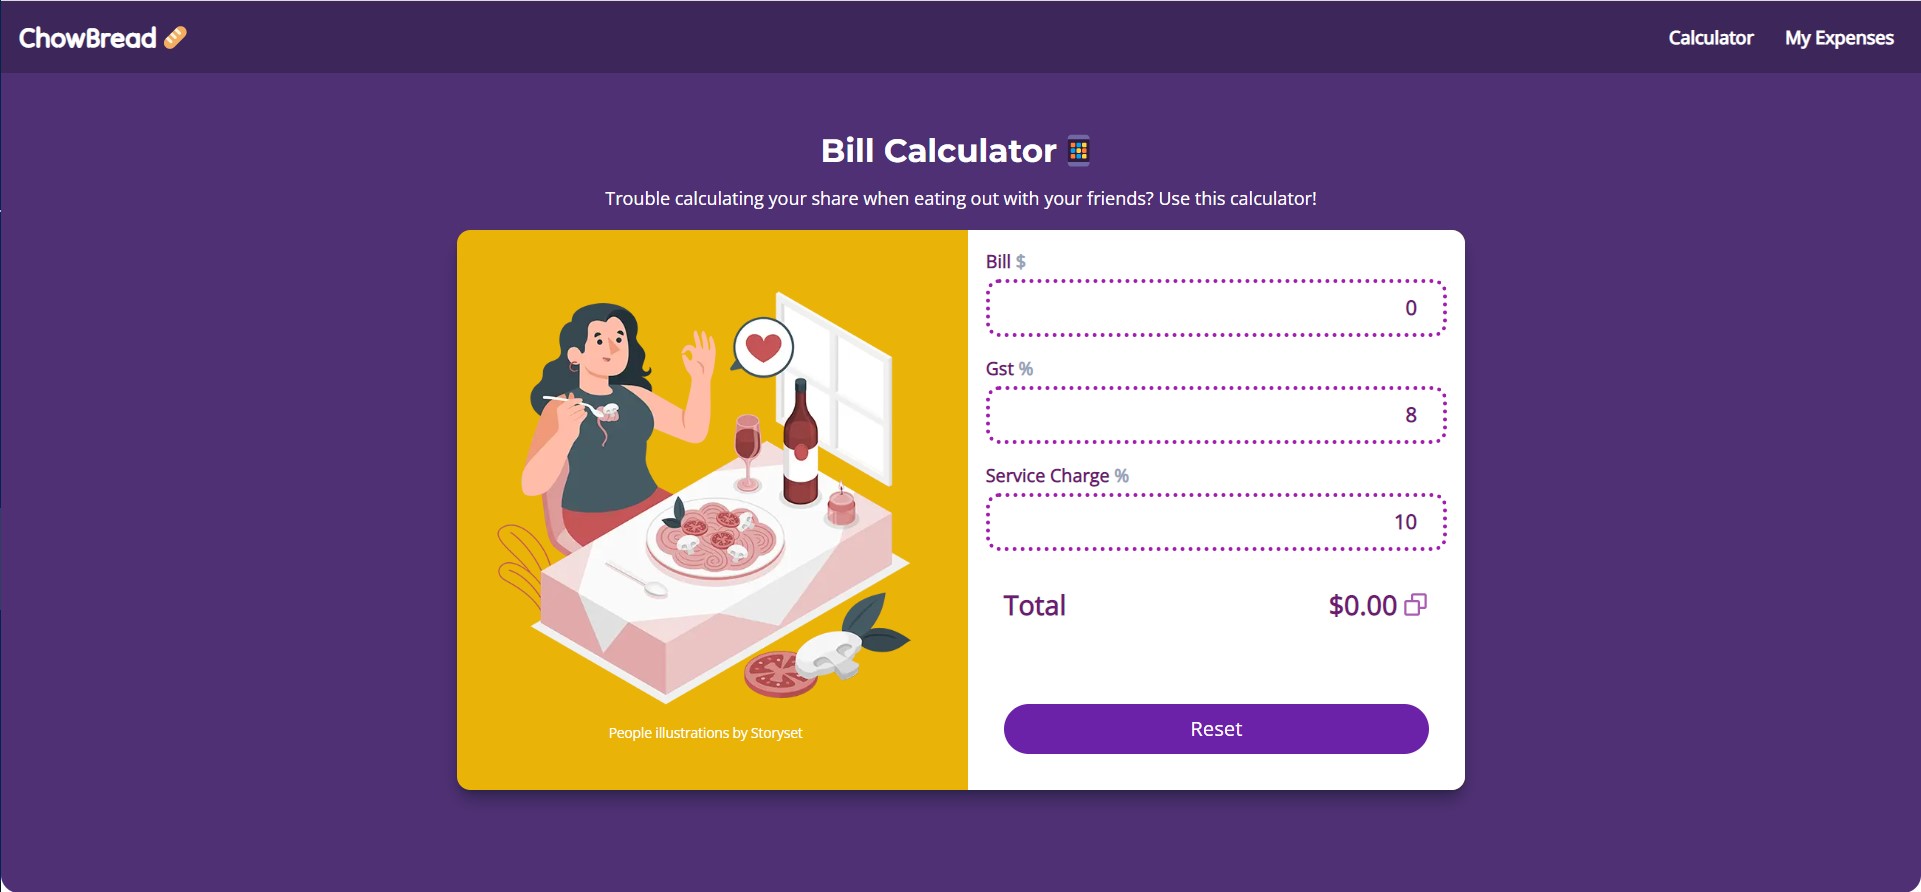 ChowBread
Calculator
My Expenses
Bill Calculator
Trouble calculating your share when eating out with your friends? Use this calculator!
Bill $
0
Gst %
8
Service Charge %
10
Total
$0.00
Reset
People illustrations by Storyset